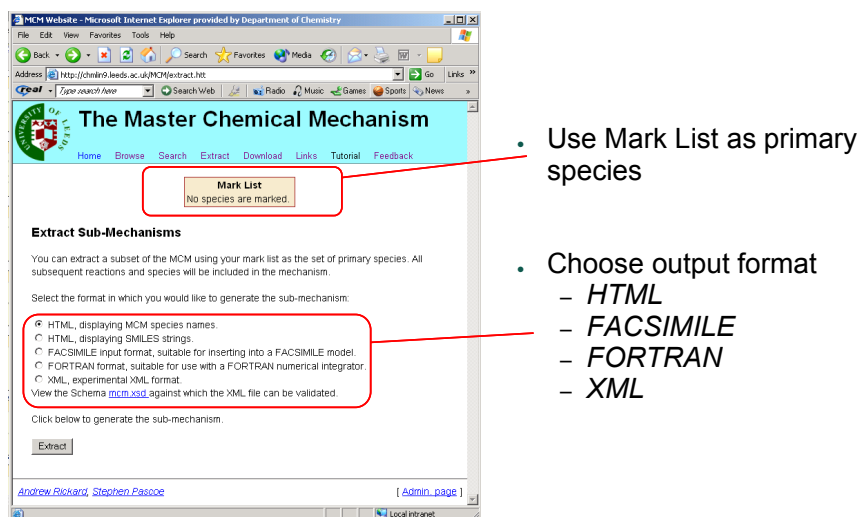 MCM Website - Microsoft Internet Explorer provided by Department of Chemistry
File Edit View Favorites Tools Help
Back Search Favorites Media
Address http://chmlin9.leeds.ac.uk/MCM/extract.htt Go Links »
real Type search here Search Web Radio Music Games Sports News »
UNIVERSITY OF LEEDS
The Master Chemical Mechanism
Home Browse Search Extract Download Links Tutorial Feedback
Mark List
No species are marked.
Extract Sub-Mechanisms
You can extract a subset of the MCM using your mark list as the set of primary species. All
subsequent reactions and species will be included in the mechanism.
Select the format in which you would like to generate the sub-mechanism:
HTML, displaying MCM species names.
HTML, displaying SMILES strings.
FACSIMILE input format, suitable for inserting into a FACSIMILE model.
FORTRAN format, suitable for use with a FORTRAN numerical integrator.
XML, experimental XML format.
View the Schema mcm.xsd against which the XML file can be validated.
Click below to generate the sub-mechanism.
Extract
Andrew Rickard, Stephen Pascoe [ Admin. page ]
Local intranet
• Use Mark List as primary
species
• Choose output format
– HTML
– FACSIMILE
– FORTRAN
– XML